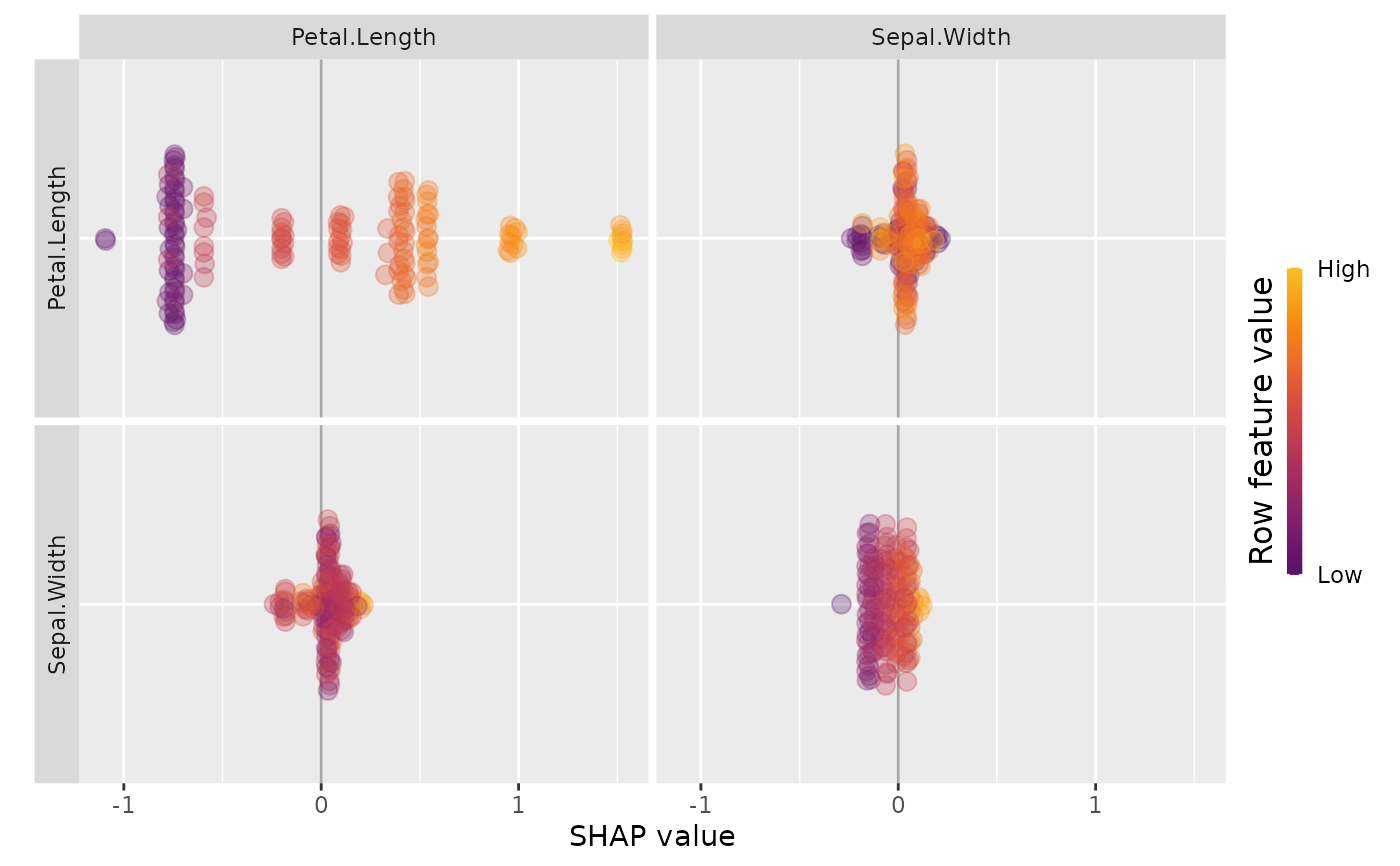 Petal.Length
Sepal.Width
Petal.Length
Sepal.Width
High
Row feature value
Low
-1
0
1
-1
0
1
SHAP value